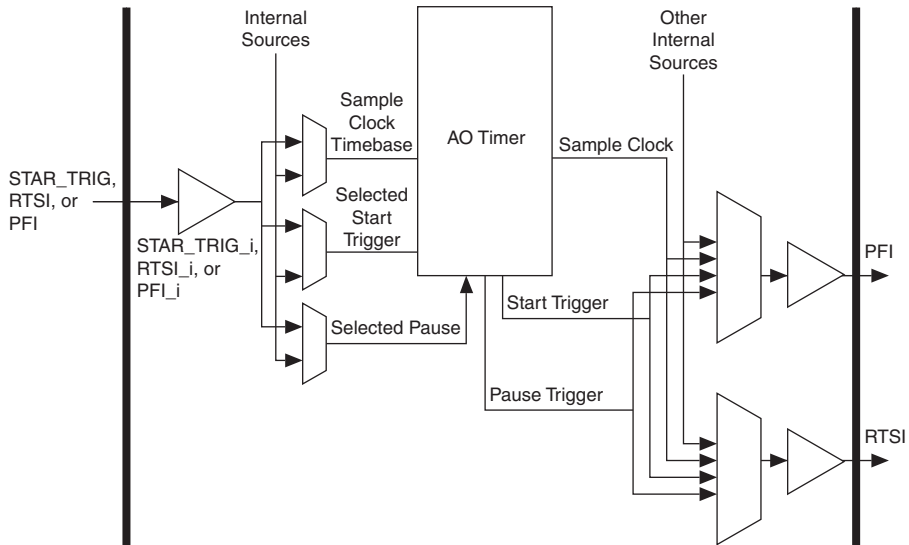 Internal
Sources
Other
Internal
Sources
Sample
Clock
Timebase
AO Timer
Sample Clock
STAR_TRIG,
RTSI, or
PFI
Selected
Start
Trigger
STAR_TRIG_i,
RTSI_i, or
PFI_i
PFI
Start Trigger
Selected Pause
Pause Trigger
RTSI